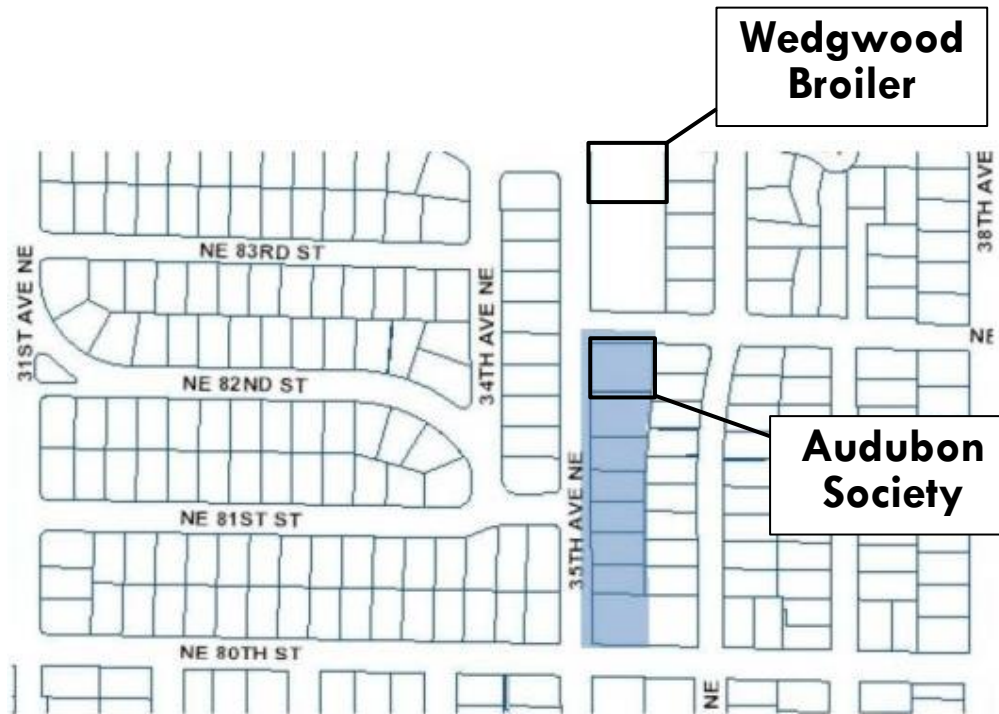 Wedgwood
Broiler
38TH AVE
NE 83RD ST
31ST AVE NE
34TH AVE NE
NE
NE 82ND ST
Audubon
Society
35TH AVE NE
NE 81ST ST
NE 80TH ST
NE